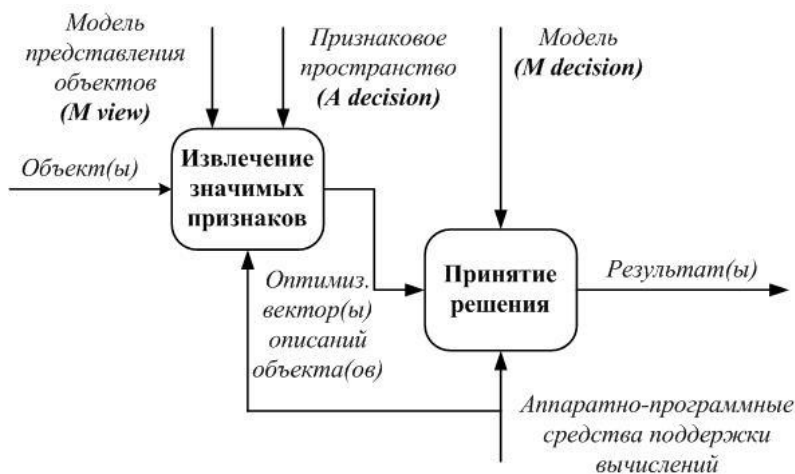 Модель
представления
объектов
(M view)
Признаковое
пространство
(A decision)
Модель
(M decision)
Объект(ы)
Извлечение
значимых
признаков
Оптимиз.
вектор(ы)
описаний
объекта(ов)
Принятие
решения
Результат(ы)
Аппаратно-программные
средства поддержки
вычислений